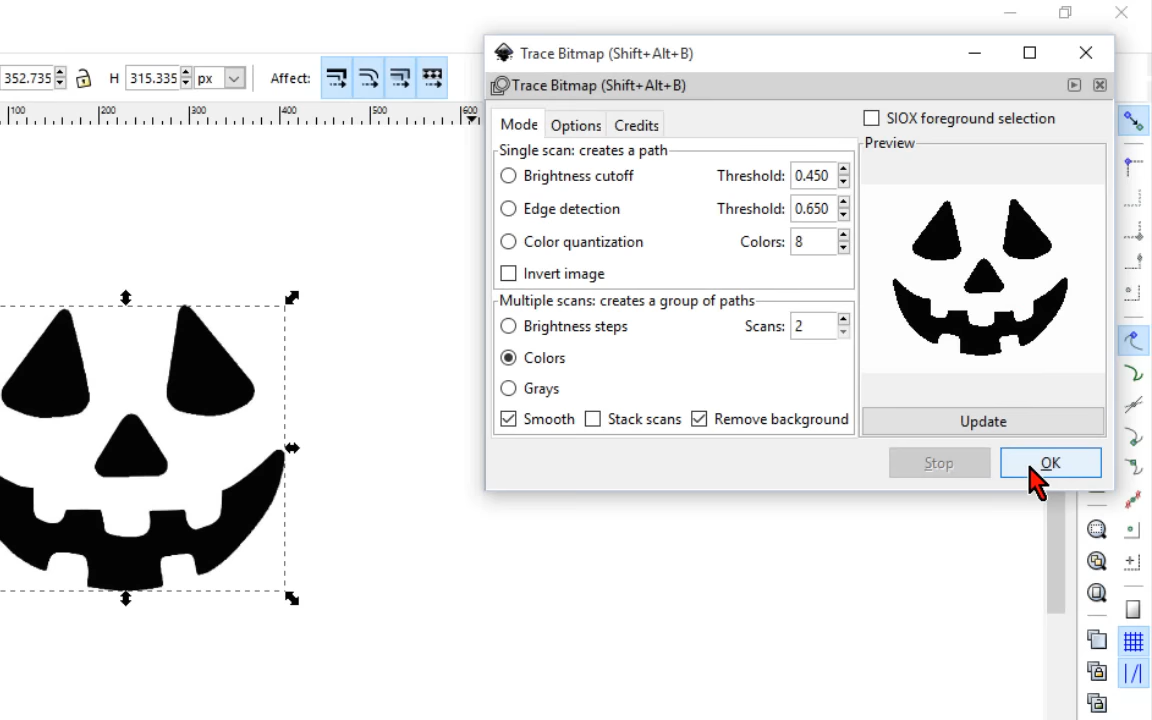 Trace Bitmap (Shift+Alt+B)
352.735 H 315.335 px Affect:
Trace Bitmap (Shift+Alt+B)
100 200 300 400 500 600
Mode Options Credits
SIOX foreground selection
Single scan: creates a path
Preview
Brightness cutoff Threshold: 0.450
Edge detection Threshold: 0.650
Color quantization Colors: 8
Invert image
Multiple scans: creates a group of paths
Brightness steps Scans: 2
Colors
Grays
Smooth Stack scans Remove background
Update
Stop OK